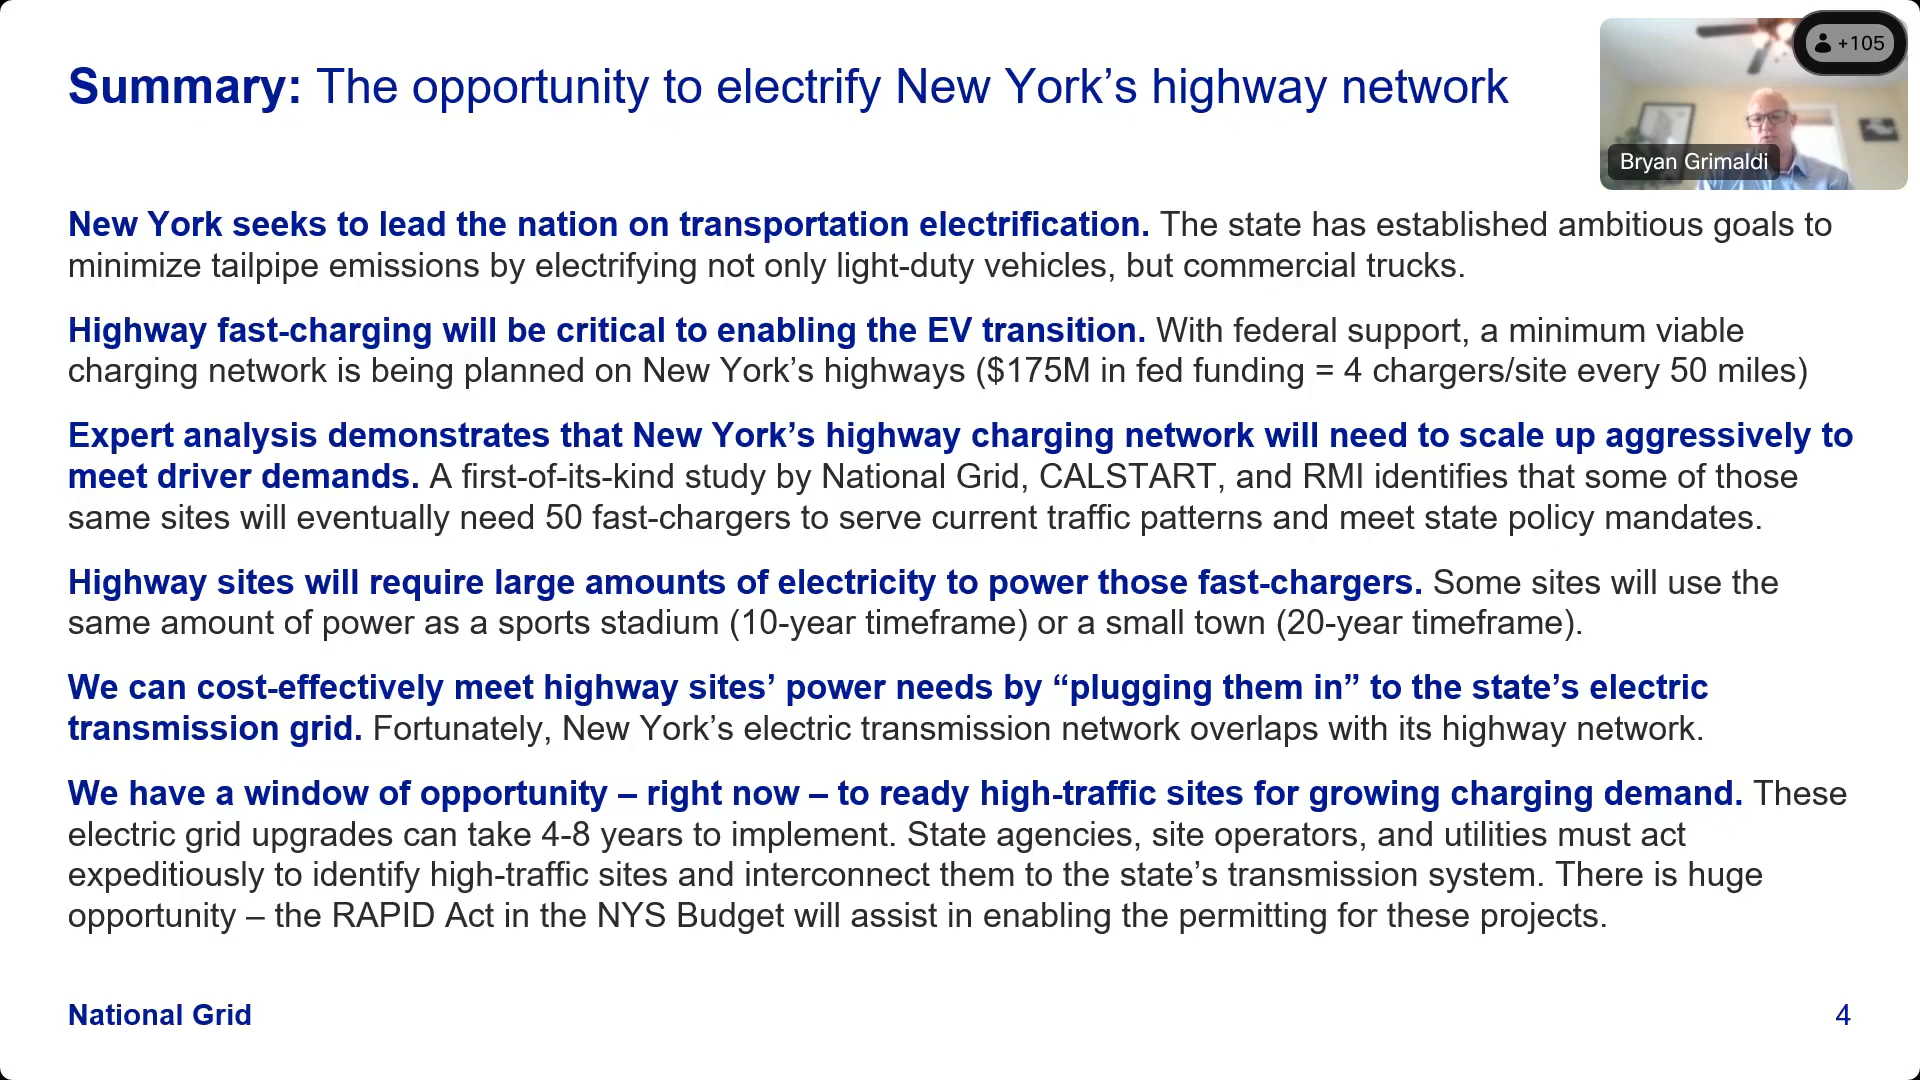 Summary: The opportunity to electrify New York’s highway network
+105
Bryan Grimaldi
New York seeks to lead the nation on transportation electrification. The state has established ambitious goals to
minimize tailpipe emissions by electrifying not only light-duty vehicles, but commercial trucks.
Highway fast-charging will be critical to enabling the EV transition. With federal support, a minimum viable
charging network is being planned on New York’s highways ($175M in fed funding = 4 chargers/site every 50 miles)
Expert analysis demonstrates that New York’s highway charging network will need to scale up aggressively to
meet driver demands. A first-of-its-kind study by National Grid, CALSTART, and RMI identifies that some of those
same sites will eventually need 50 fast-chargers to serve current traffic patterns and meet state policy mandates.
Highway sites will require large amounts of electricity to power those fast-chargers. Some sites will use the
same amount of power as a sports stadium (10-year timeframe) or a small town (20-year timeframe).
We can cost-effectively meet highway sites’ power needs by “plugging them in” to the state’s electric
transmission grid. Fortunately, New York’s electric transmission network overlaps with its highway network.
We have a window of opportunity – right now – to ready high-traffic sites for growing charging demand. These
electric grid upgrades can take 4-8 years to implement. State agencies, site operators, and utilities must act
expeditiously to identify high-traffic sites and interconnect them to the state’s transmission system. There is huge
opportunity – the RAPID Act in the NYS Budget will assist in enabling the permitting for these projects.
National Grid
4